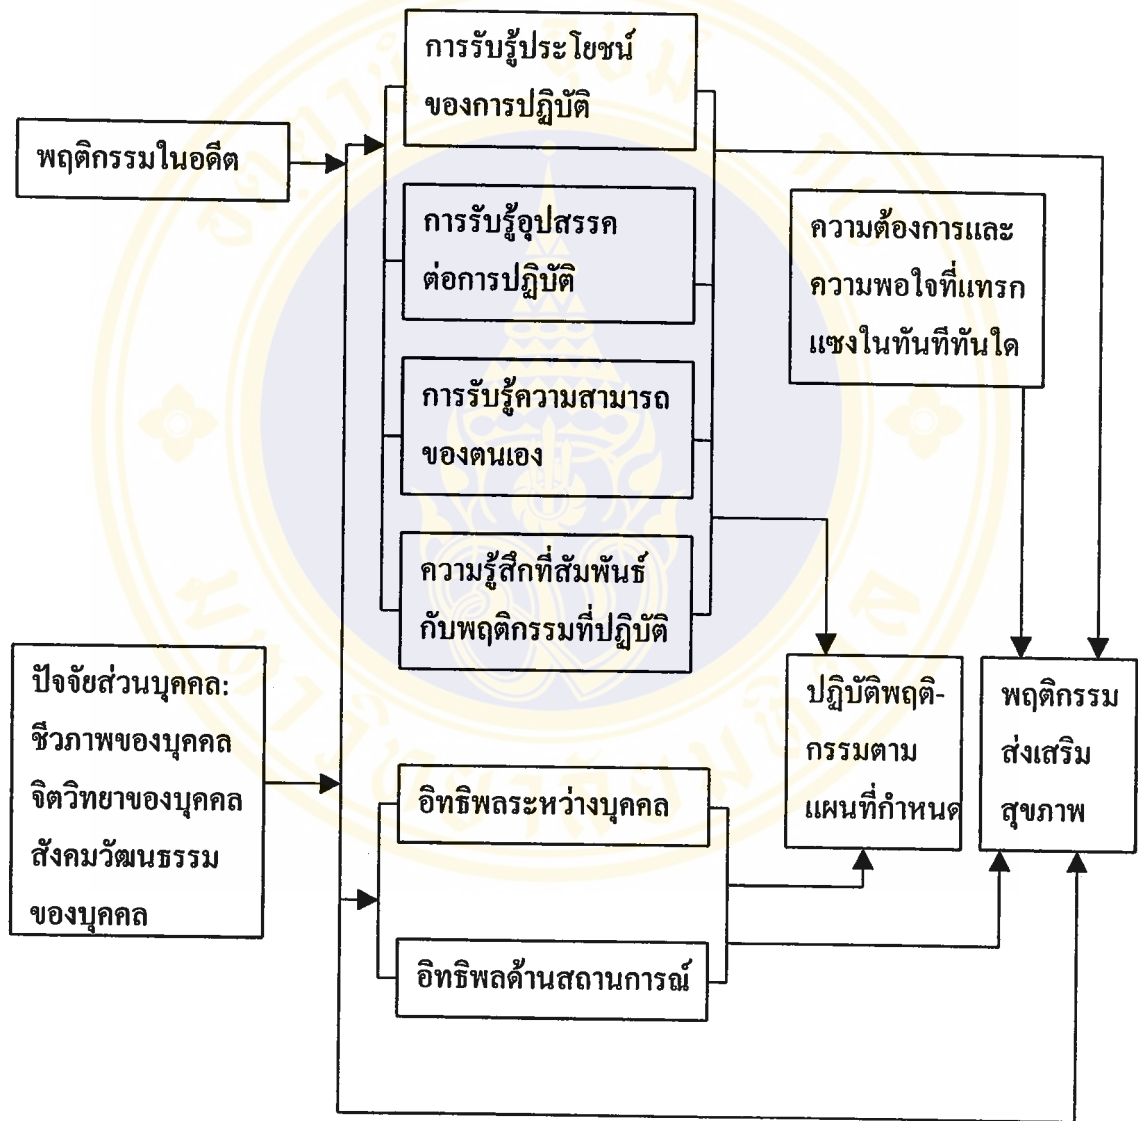 การรับรู้ประโยชน์
ของการปฏิบัติ
พฤติกรรมในอดีต
การรับรู้อุปสรรค
ต่อการปฏิบัติ
ความต้องการและ
ความพอใจที่แทรก
แซงในทันทีทันใด
การรับรู้ความสามารถ
ของตนเอง
ความรู้สึกที่สัมพันธ์
กับพฤติกรรมที่ปฏิบัติ
ปัจจัยส่วนบุคคล:
ชีวภาพของบุคคล
จิตวิทยาของบุคคล
สังคมวัฒนธรรม
ของบุคคล
ปฏิบัติพฤติ-
กรรมตาม
แผนที่กำหนด
พฤติกรรม
ส่งเสริม
สุขภาพ
อิทธิพลระหว่างบุคคล
อิทธิพลด้านสถานการณ์